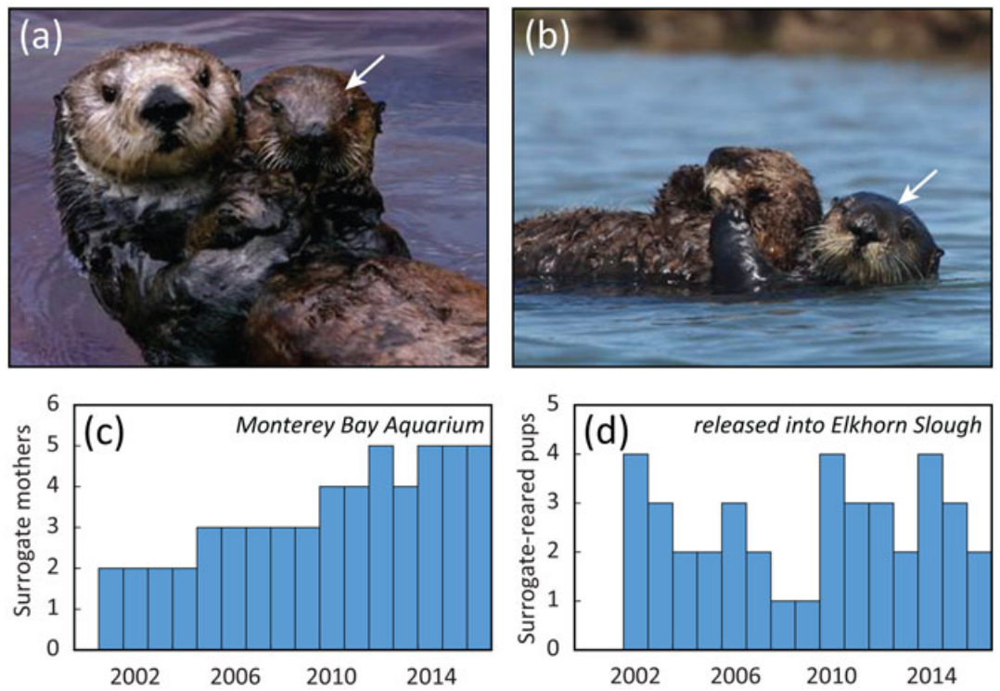 (a)
(b)
(c)
Monterey Bay Aquarium
Surrogate mothers
6
5
4
3
2
1
0
2002 2006 2010 2014
(d)
released into Elkhorn Slough
Surrogate-reared pups
5
4
3
2
1
0
2002 2006 2010 2014